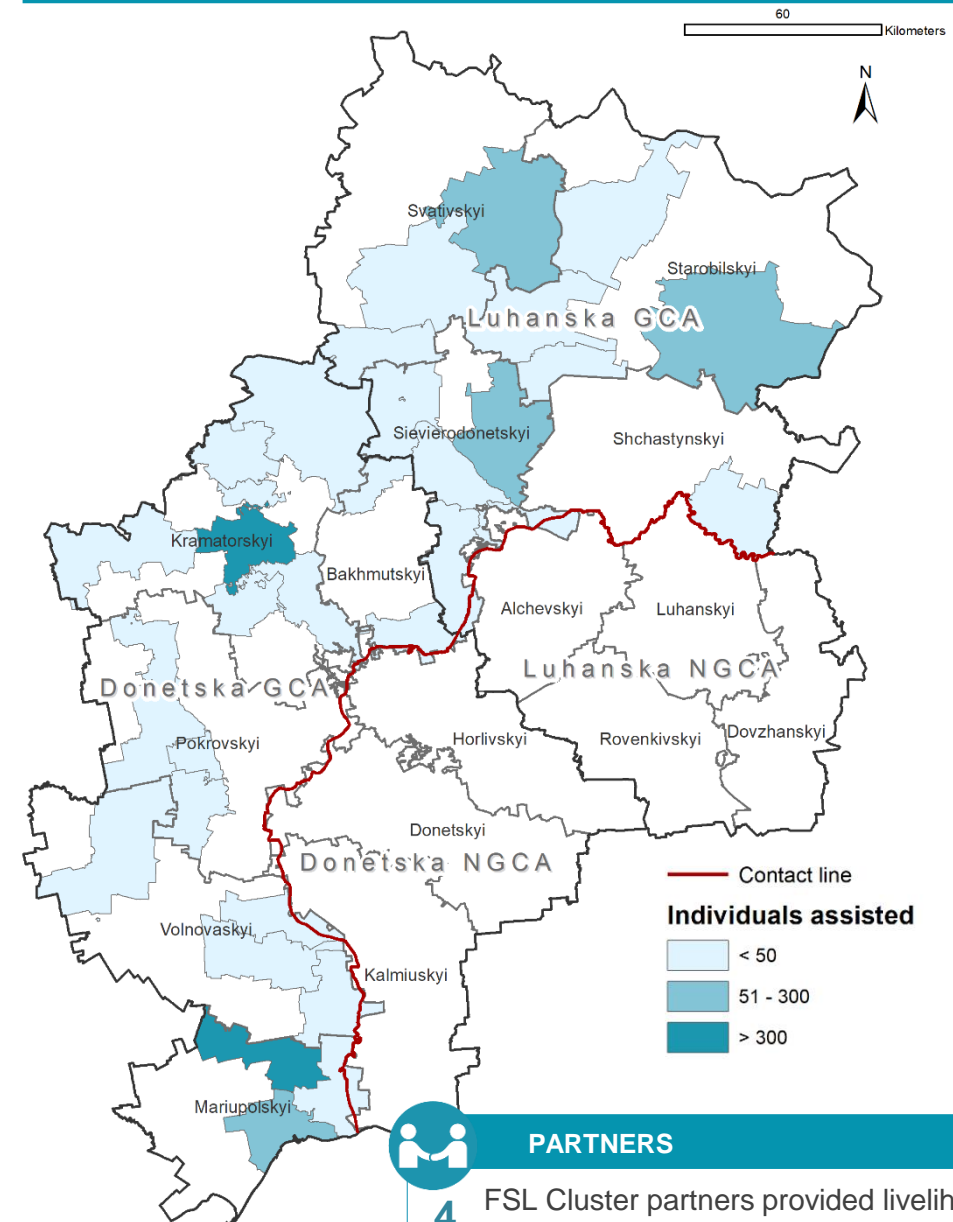 60
Kilometers
N
Svativskyi
Starobilskyi
Luhanska GCA
Sievierodonetskyi
Shchastynskyi
Kramatorskyi
Bakhmutskyi
Alchevskyi
Luhanskyi
Luhanska NGCA
Donetska GCA
Pokrovskyi
Horlivskyi
Rovenkivskyi
Dovzhanskyi
Donetskyi
Donetska NGCA
Contact line
Individuals assisted
< 50
51 - 300
> 300
Volnovaskyi
Kalmiuskyi
Mariupolskyi
PARTNERS
4
FSL Cluster partners provided livelih